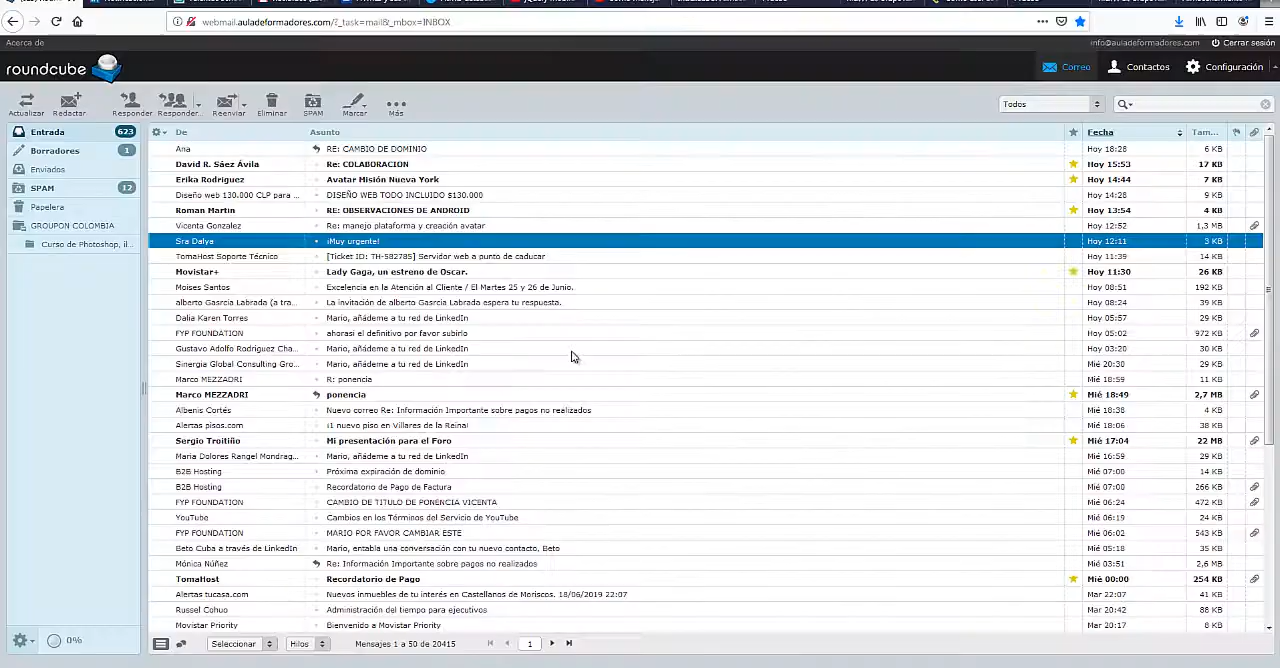 webmail.auladeformadores.com/?_task=mail&_mbox=INBOX
Acerca de
info@auladeformadores.com Cerrar sesión
roundcube
Correo Contactos Configuración
Actualizar Redactar Responder Responder... Reenviar Eliminar SPAM Marcar Más
Todos
Entrada 623
Borradores 1
Enviados
SPAM 12
Papelera
GROUPON COLOMBIA
Curso de Photoshop, il...
De Asunto Fecha Tam...
Ana RE: CAMBIO DE DOMINIO Hoy 18:28 6 KB
David R. Sáez Ávila Re: COLABORACION Hoy 15:53 17 KB
Erika Rodriguez Avatar Misión Nueva York Hoy 14:44 7 KB
Diseño web 130.000 CLP para ... DISEÑO WEB TODO INCLUIDO $130.000 Hoy 14:28 9 KB
Roman Martin RE: OBSERVACIONES DE ANDROID Hoy 13:54 4 KB
Vicenta Gonzalez Re: manejo plataforma y creación avatar Hoy 12:52 1,3 MB
Sra Dalya ¡Muy urgente! Hoy 12:11 3 KB
TomaHost Soporte Técnico [Ticket ID: TH-582785] Servidor web a punto de caducar Hoy 11:39 14 KB
Movistar+ Lady Gaga, un estreno de Oscar. Hoy 11:30 26 KB
Moises Santos Excelencia en la Atención al Cliente / El Martes 25 y 26 de Junio. Hoy 08:51 192 KB
alberto Gasrcia Labrada (a tra... La invitación de alberto Gasrcia Labrada espera tu respuesta. Hoy 08:24 39 KB
Dalia Karen Torres Mario, añádeme a tu red de LinkedIn Hoy 05:57 29 KB
FYP FOUNDATION ahorasi el definitivo por favor subirlo Hoy 05:02 972 KB
Gustavo Adolfo Rodriguez Cha... Mario, añádeme a tu red de LinkedIn Hoy 03:20 30 KB
Sinergia Global Consulting Gro... Mario, añádeme a tu red de LinkedIn Mié 20:30 29 KB
Marco MEZZADRI R: ponencia Mié 18:59 11 KB
Marco MEZZADRI ponencia Mié 18:49 2,7 MB
Albenis Cortés Nuevo correo Re: Información Importante sobre pagos no realizados Mié 18:38 4 KB
Alertas pisos.com ¡1 nuevo piso en Villares de la Reina! Mié 18:06 38 KB
Sergio Troitiño Mi presentación para el Foro Mié 17:04 22 MB
Maria Dolores Rangel Mondrag... Mario, añádeme a tu red de LinkedIn Mié 16:59 29 KB
B2B Hosting Próxima expiración de dominio Mié 07:00 14 KB
B2B Hosting Recordatorio de Pago de Factura Mié 07:00 266 KB
FYP FOUNDATION CAMBIO DE TITULO DE PONENCIA VICENTA Mié 06:24 472 KB
YouTube Cambios en los Términos del Servicio de YouTube Mié 06:19 24 KB
FYP FOUNDATION MARIO POR FAVOR CAMBIAR ESTE Mié 06:02 543 KB
Beto Cuba a través de LinkedIn Mario, entabla una conversación con tu nuevo contacto, Beto Mié 05:18 35 KB
Mónica Núñez Re: Información Importante sobre pagos no realizados Mié 03:51 2,6 MB
TomaHost Recordatorio de Pago Mié 00:00 254 KB
Alertas tucasa.com Nuevos inmuebles de tu interés en Castellanos de Moriscos. 18/06/2019 22:07 Mar 22:07 41 KB
Russel Cohuo Administración del tiempo para ejecutivos Mar 20:42 88 KB
Movistar Priority Bienvenido a Movistar Priority Mar 20:17 8 KB
0% Seleccionar Hilos Mensajes 1 a 50 de 20415 1